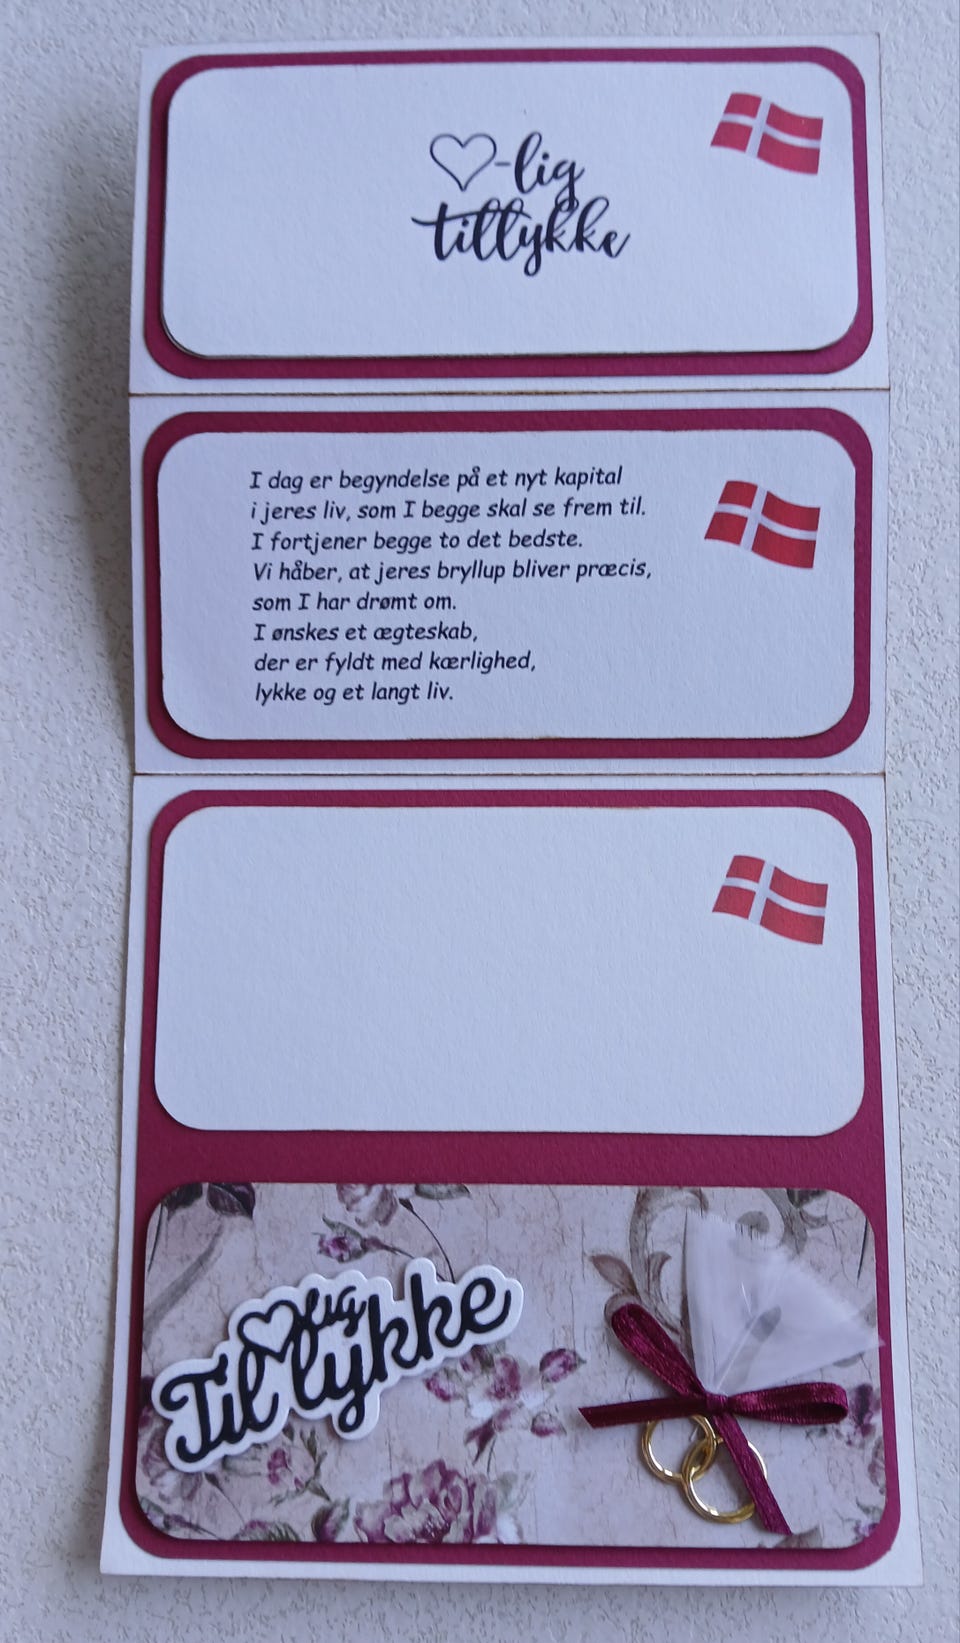 ♡-lig
tillykke
I dag er begyndelse på et nyt kapital
i jeres liv, som I begge skal se frem til.
I fortjener begge to det bedste.
Vi håber, at jeres bryllup bliver præcis,
som I har drømt om.
I ønskes et ægteskab,
der er fyldt med kærlighed,
lykke og et langt liv.
♡lig
Til lykke